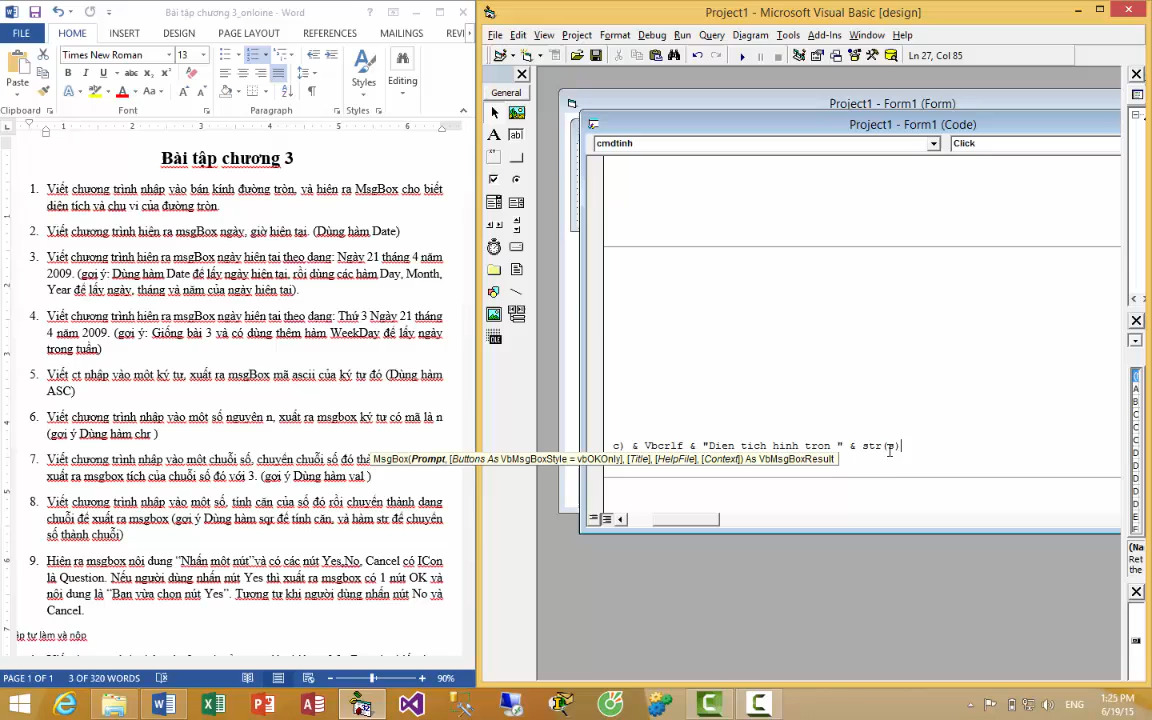 Bài tập chương 3_onloine - Word
FILE
HOME
INSERT
DESIGN
PAGE LAYOUT
REFERENCES
MAILINGS
REVI
Times New Roman
13
Paste
Clipboard
Font
Paragraph
Styles
Styles
Editing
Bài tập chương 3
1. Viết chương trình nhập vào bán kính đường tròn, và hiện ra MsgBox cho biết
diện tích và chu vi của đường tròn.
2. Viết chương trình hiện ra msgBox ngày, giờ hiện tại. (Dùng hàm Date)
3. Viết chương trình hiện ra msgBox ngày hiện tại theo dạng: Ngày 21 tháng 4 năm
2009. (gợi ý: Dùng hàm Date để lấy ngày hiện tại, rồi dùng các hàm Day, Month,
Year để lấy ngày, tháng và năm của ngày hiện tại).
4. Viết chương trình hiện ra msgBox ngày hiện tại theo dạng: Thứ 3 Ngày 21 tháng
4 năm 2009. (gợi ý: Giống bài 3 và có dùng thêm hàm WeekDay để lấy ngày
trong tuần)
5. Viết ct nhập vào một ký tự, xuất ra msgBox mã ascii của ký tự đó (Dùng hàm
ASC)
6. Viết chương trình nhập vào một số nguyên n, xuất ra msgbox ký tự có mã là n
(gợi ý Dùng hàm chr )
7. Viết chương trình nhập vào một chuỗi số, chuyển chuỗi đó thà
xuất ra msgbox tích của chuỗi số đó với 3. (gợi ý Dùng hàm val )
8. Viết chương trình nhập vào một số, tính căn của số đó rồi chuyển thành dạng
chuỗi để xuất ra msgbox (gợi ý Dùng hàm sqr để tính căn, và hàm str để chuyển
số thành chuỗi)
9. Hiện ra msgbox nội dung “Nhấn một nút”và có các nút Yes,No, Cancel có ICon
là Question. Nếu người dùng nhấn nút Yes thì xuất ra msgbox có 1 nút OK và
nội dung là “Bạn vừa chọn nút Yes”. Tương tự khi người dùng nhấn nút No và
Cancel.
ập tự làm và nộp
PAGE 1 OF 1
3 OF 320 WORDS
90%
Project1 - Microsoft Visual Basic [design]
File Edit View Project Format Debug Run Query Diagram Tools Add-Ins Window Help
Ln 27, Col 85
General
Project1 - Form1 (Form)
Project1 - Form1 (Code)
cmdtinh
Click
c) & Vbcrlf & "Dien tich hinh tron " & str(s)
MsgBox(Prompt, [Buttons As VbMsgBoxStyle = vbOKOnly], [Title], [HelpFile], [Context]) As VbMsgBoxResult
(Na
Ret
the
1:25 PM
6/19/15